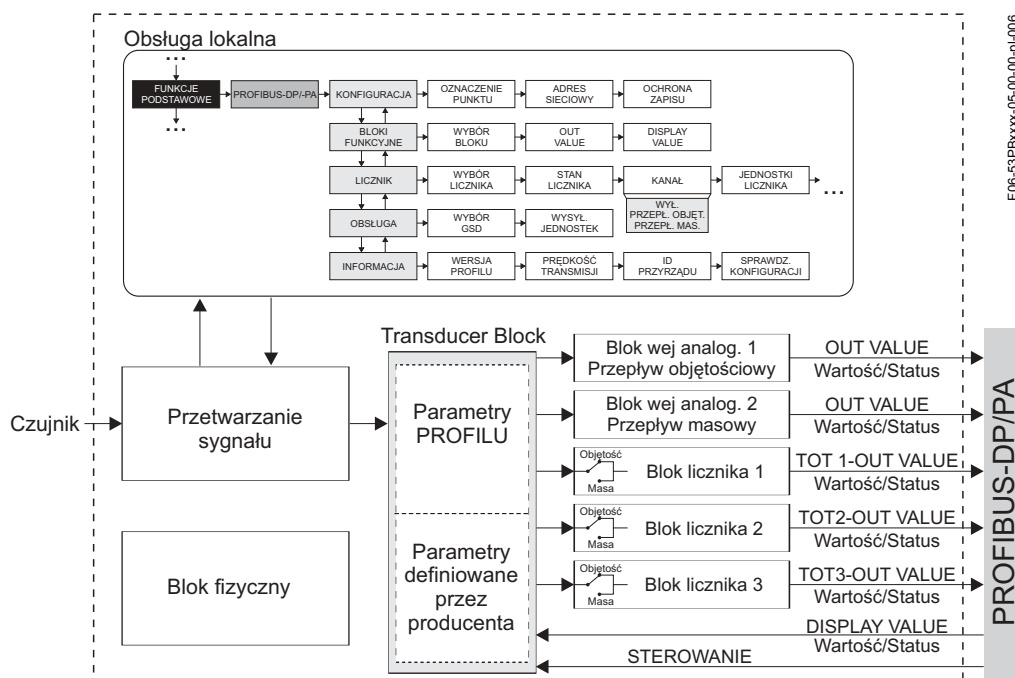 Obsługa lokalna
...
FUNKCJE
PODSTAWOWE
PROFIBUS-DP/-PA
KONFIGURACJA
OZNACZENIE
PUNKTU
ADRES
SIECIOWY
OCHRONA
ZAPISU
...
BLOKI
FUNKCYJNE
WYBÓR
BLOKU
OUT
VALUE
DISPLAY
VALUE
LICZNIK
WYBÓR
LICZNIKA
STAN
LICZNIKA
KANAŁ
JEDNOSTKI
LICZNIKA
...
WYŁ.
PRZEPŁ. OBJĘT.
PRZEPŁ. MAS.
OBSŁUGA
WYBÓR
GSD
WYSYŁ.
JEDNOSTEK
INFORMACJA
WERSJA
PROFILU
PRĘDKOŚĆ
TRANSMISJI
ID
PRZYRZĄDU
SPRAWDZ.
KONFIGURACJI
Czujnik
Przetwarzanie
sygnału
Blok fizyczny
Transducer Block
Parametry
PROFILU
Parametry
definiowane
przez
producenta
Blok wej analog. 1
Przepływ objętościowy
OUT VALUE
Wartość/Status
Blok wej analog. 2
Przepływ masowy
OUT VALUE
Wartość/Status
Objętość
Masa
Blok licznika 1
TOT 1-OUT VALUE
Wartość/Status
Objętość
Masa
Blok licznika 2
TOT2-OUT VALUE
Wartość/Status
Objętość
Masa
Blok licznika 3
TOT3-OUT VALUE
Wartość/Status
DISPLAY VALUE
Wartość/Status
STEROWANIE
PROFIBUS-DP/PA
F06-53PBxxxx-05-00-00-pl-006